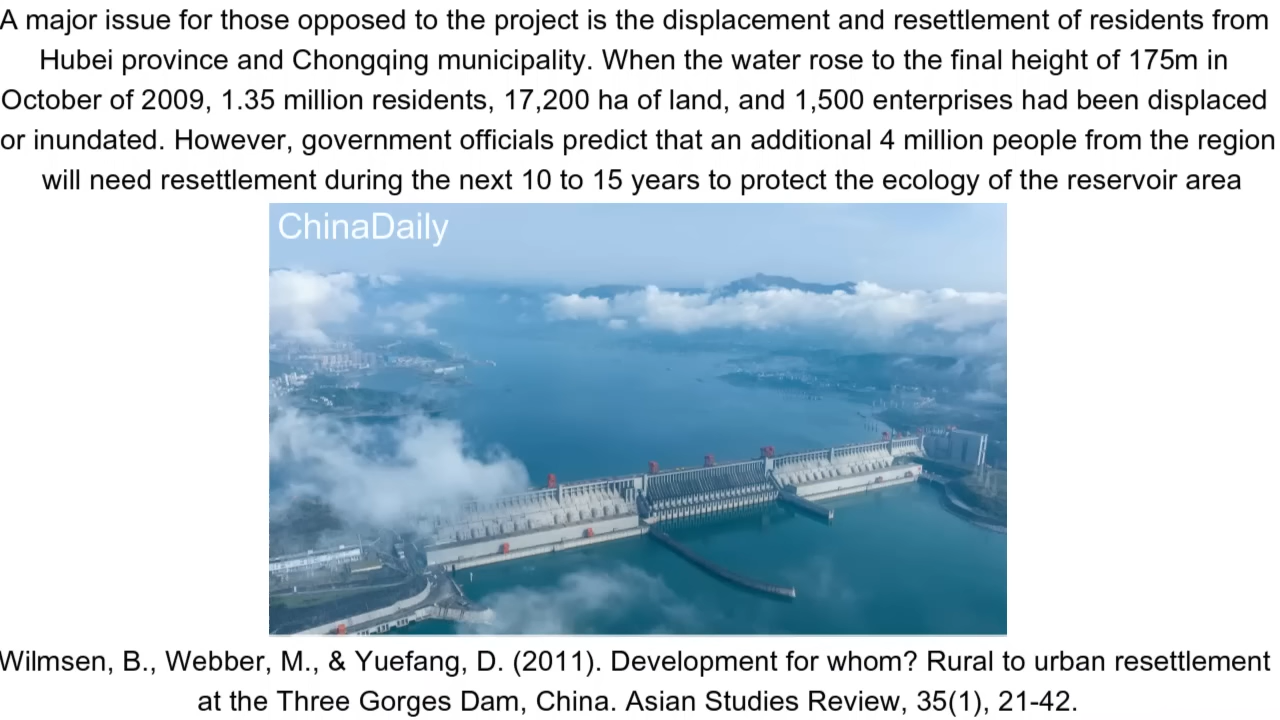 A major issue for those opposed to the project is the displacement and resettlement of residents from
Hubei province and Chongqing municipality. When the water rose to the final height of 175m in
October of 2009, 1.35 million residents, 17,200 ha of land, and 1,500 enterprises had been displaced
or inundated. However, government officials predict that an additional 4 million people from the region
will need resettlement during the next 10 to 15 years to protect the ecology of the reservoir area
ChinaDaily
Wilmsen, B., Webber, M., & Yuefang, D. (2011). Development for whom? Rural to urban resettlement
at the Three Gorges Dam, China. Asian Studies Review, 35(1), 21-42.